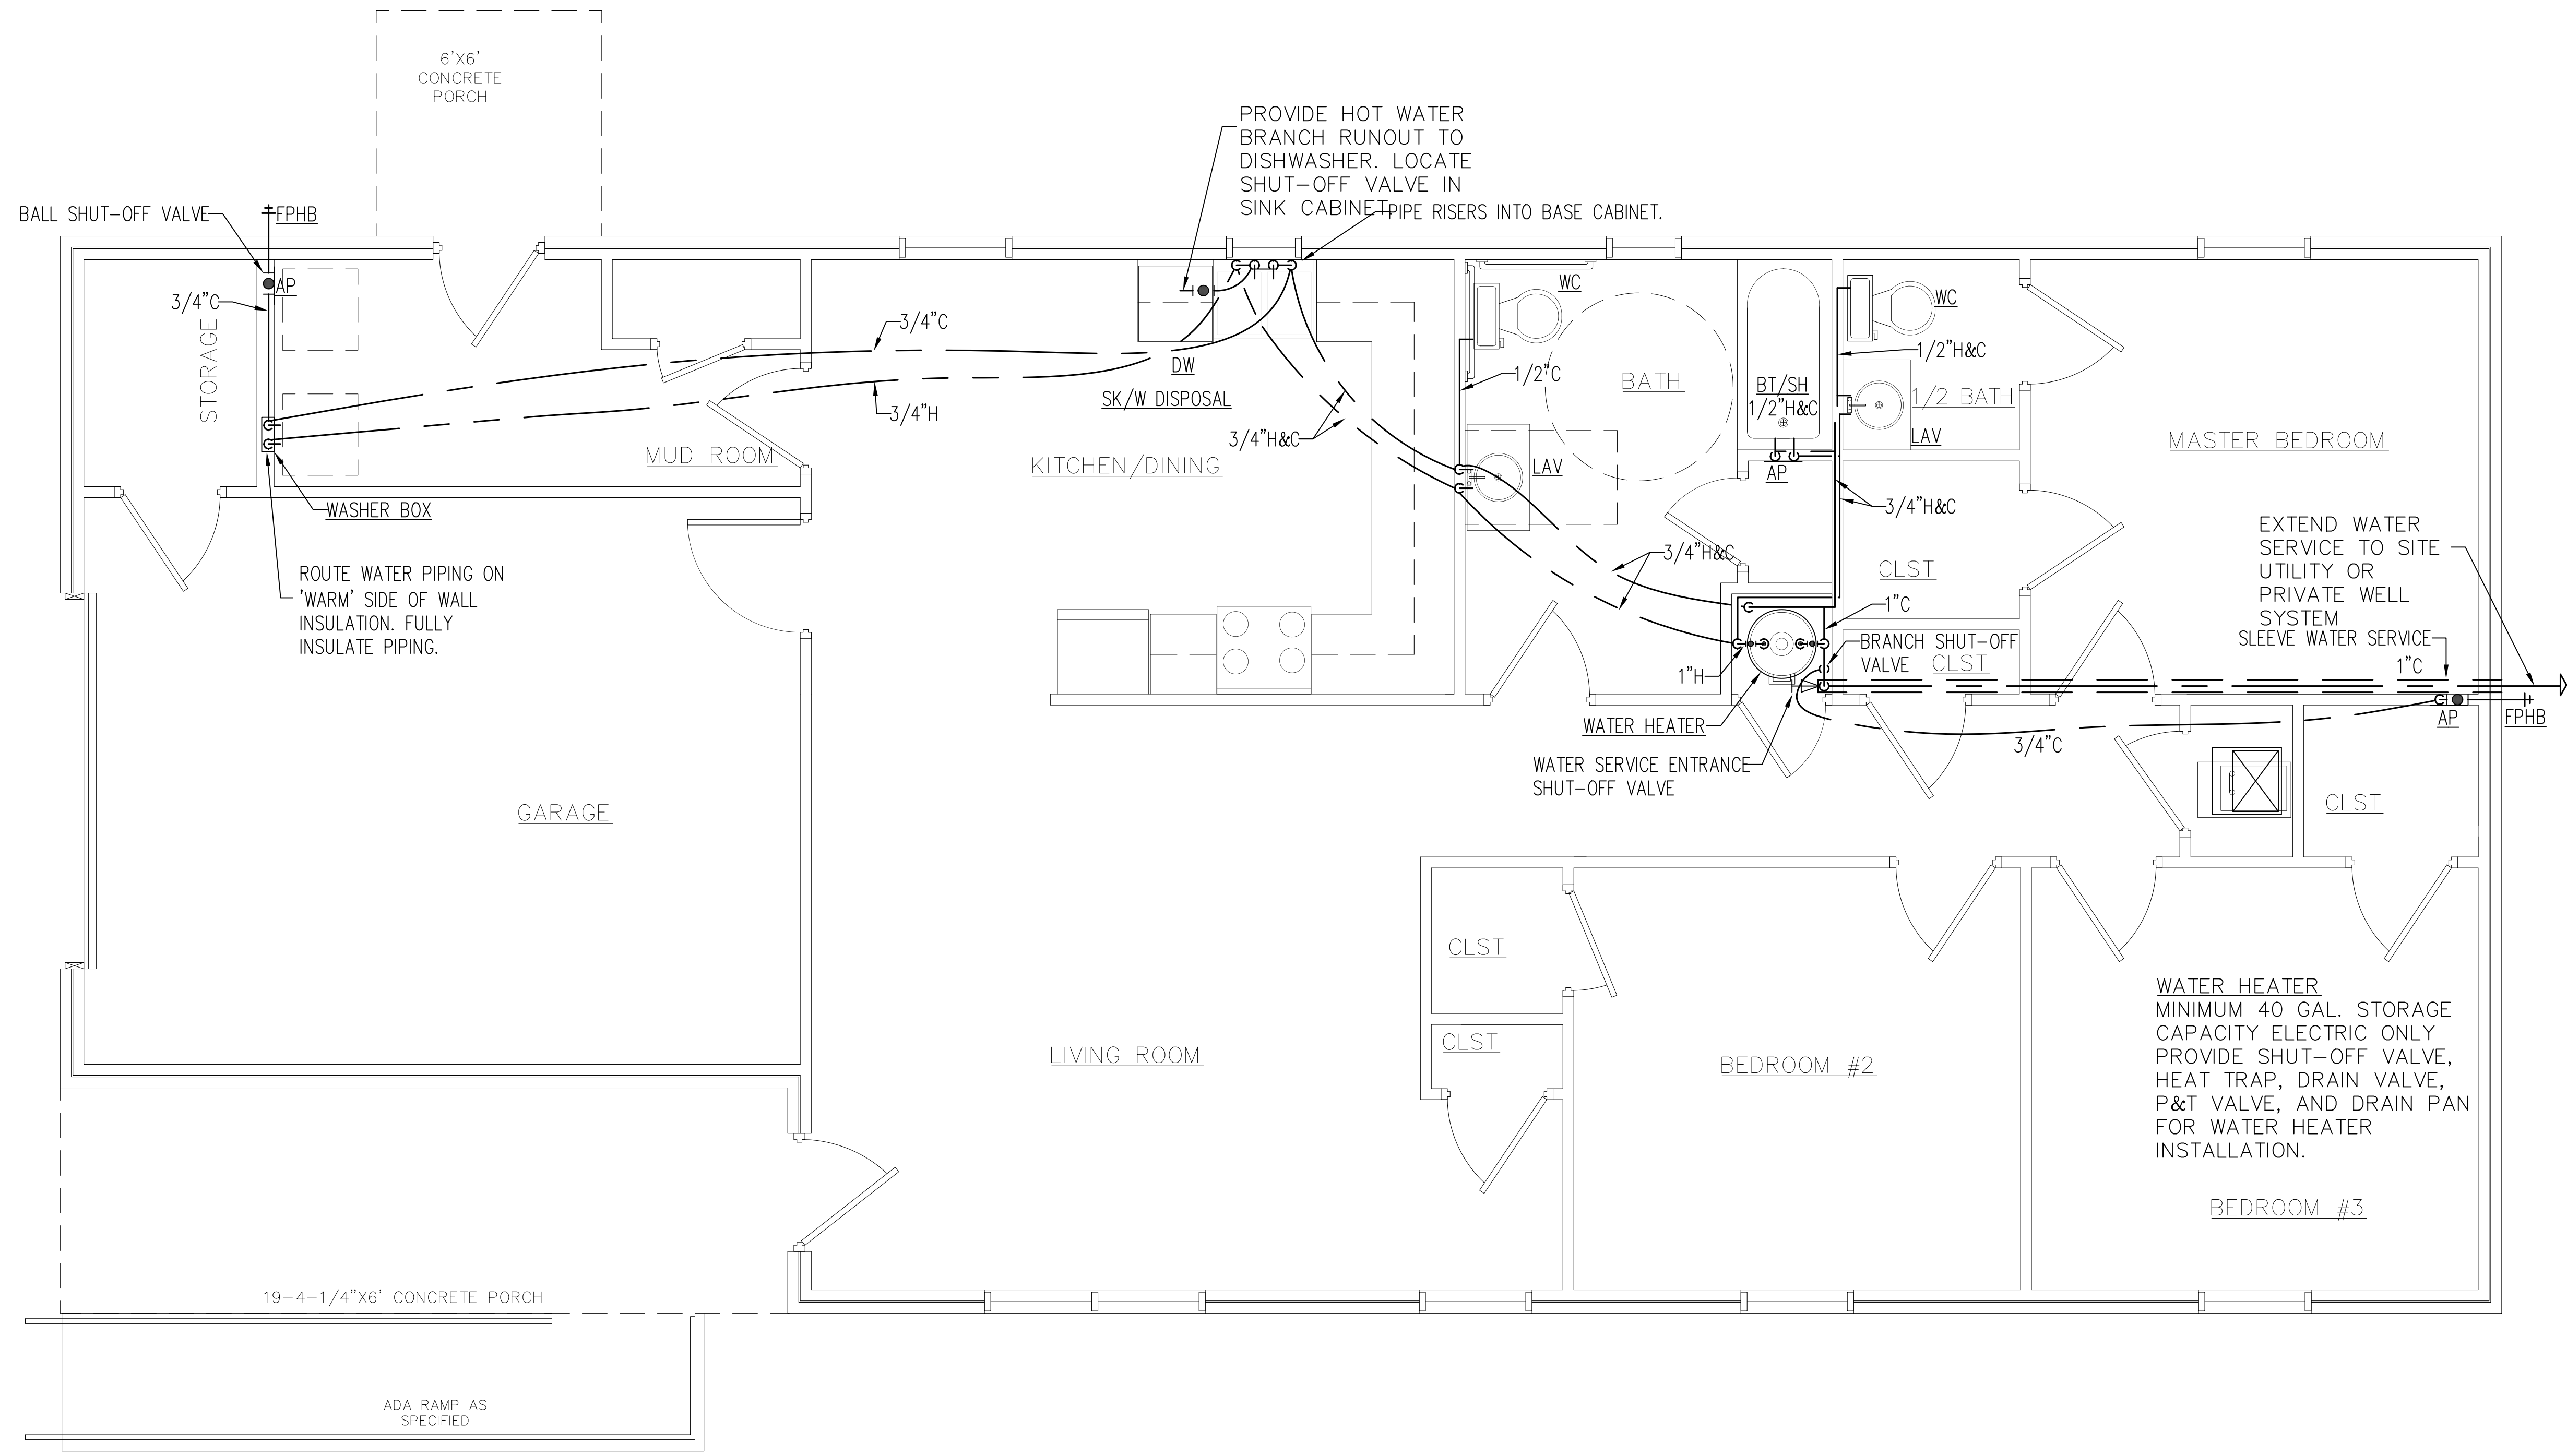 6'X6'
CONCRETE
PORCH
PROVIDE HOT WATER
BRANCH RUNOUT TO
DISHWASHER. LOCATE
SHUT-OFF VALVE IN
SINK CABINET.
PIPE RISERS INTO BASE CABINET.
BALL SHUT-OFF VALVE
FPHB
AP
3/4"C
STORAGE
3/4"C
3/4"H
DW
SK/W DISPOSAL
3/4"H&C
WC
1/2"C
BATH
BT/SH
1/2"H&C
WC
1/2"H&C
1/2 BATH
LAV
LAV
AP
MUD ROOM
KITCHEN/DINING
MASTER BEDROOM
WASHER BOX
ROUTE WATER PIPING ON
'WARM' SIDE OF WALL
INSULATION. FULLY
INSULATE PIPING.
3/4"H&C
3/4"H&C
CLST
EXTEND WATER
SERVICE TO SITE
UTILITY OR
PRIVATE WELL
SYSTEM
SLEEVE WATER SERVICE
1"C
1"C
BRANCH SHUT-OFF
VALVE
CLST
1"H
WATER HEATER
WATER SERVICE ENTRANCE
SHUT-OFF VALVE
3/4"C
AP
FPHB
CLST
GARAGE
CLST
CLST
LIVING ROOM
BEDROOM #2
WATER HEATER
MINIMUM 40 GAL. STORAGE
CAPACITY ELECTRIC ONLY
PROVIDE SHUT-OFF VALVE,
HEAT TRAP, DRAIN VALVE,
P&T VALVE, AND DRAIN PAN
FOR WATER HEATER
INSTALLATION.
BEDROOM #3
19-4-1/4"X6' CONCRETE PORCH
ADA RAMP AS
SPECIFIED